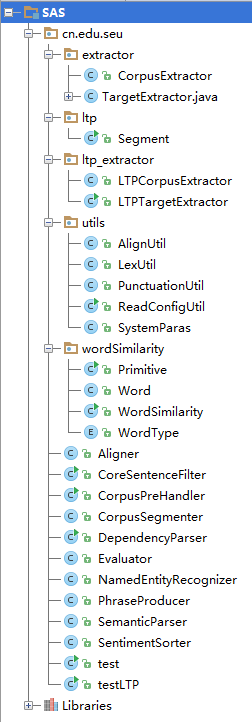 SAS
cn.edu.seu
extractor
CorpusExtractor
TargetExtractor.java
ltp
Segment
ltp_extractor
LTPCorpusExtractor
LTPTargetExtractor
utils
AlignUtil
LexUtil
PunctuationUtil
ReadConfigUtil
SystemParas
wordSimilarity
Primitive
Word
WordSimilarity
WordType
Aligner
CoreSentenceFilter
CorpusPreHandler
CorpusSegmenter
DependencyParser
Evaluator
NamedEntityRecognizer
PhraseProducer
SemanticParser
SentimentSorter
test
testLTP
Libraries